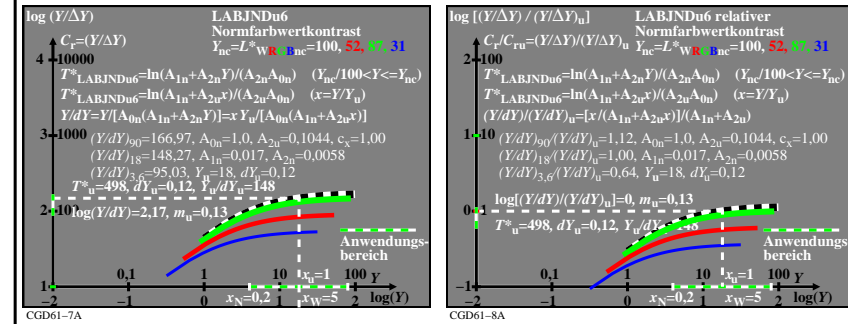 log (Y/ΔY)
LABJNDu6
Normfarbwertkontrast
Cr=(Y/ΔY)
Ync=L*WRGBnc=100, 52, 87, 31
4
10000
T*LABJNDu6=ln(A1n+A2nY)/(A2nA0n) (Ync/100<Y<=Ync)
T*LABJNDu6=ln(A1n+A2ux)/(A2uA0n) (x=Y/Yu)
Y/dY=Y/[A0n(A1n+A2nY)]=x Yu/[A0n(A1n+A2ux)]
3
1000
(Y/dY)90=166,97, A0n=1,0, A2u=0,1044, cx=1,00
(Y/dY)18=148,27, A1n=0,017, A2n=0,0058
(Y/dY)3,6=95,03, Yu=18, dYu=0,12
T*u=498, dYu=0,12, Yu/dYu=148
2
100
log(Y/dY)=2,17, mu=0,13
Anwendungs-
bereich
0,1 1 10 100 Y
xu=1
1
xN=0,2 xW=5
−2 −1 0 1 2 log(Y)
CGD61−7A
log [(Y/ΔY) / (Y/ΔY)u]
LABJNDu6 relativer
Normfarbwertkontrast
Cr/Cru=(Y/ΔY)/(Y/ΔY)u
Ync=L*WRGBnc=100, 52, 87, 31
2
100
T*LABJNDu6=ln(A1n+A2nY)/(A2nA0n) (Ync/100<Y<=Ync)
T*LABJNDu6=ln(A1n+A2ux)/(A2uA0n) (x=Y/Yu)
(Y/dY)/(Y/dY)u=[x /(A1n+A2ux)]/(A1n+A2u)
1
10
(Y/dY)90/(Y/dY)u=1,12, A0n=1,0, A2u=0,1044, cx=1,00
(Y/dY)18/(Y/dY)u=1,00, A1n=0,017, A2n=0,0058
(Y/dY)3,6/(Y/dY)u=0,64, Yu=18, dYu=0,12
log[(Y/dY)/(Y/dY)u]=0, mu=0,13
0
1
T*u=498, dYu=0,12, Yu/dYu=148
Anwendungs-
bereich
0,1 1 10 100 Y
xu=1
−1
xN=0,2 xW=5
−2 −1 0 1 2 log(Y)
CGD61−8A